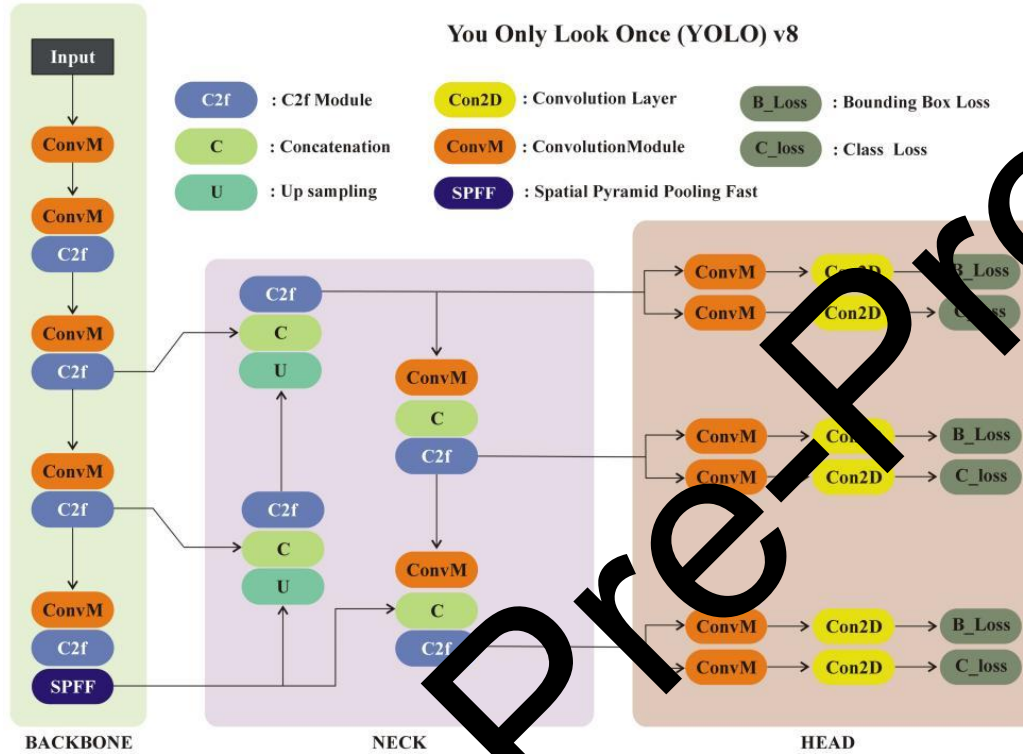 You Only Look Once (YOLO) v8
Input
C2f : C2f Module
Con2D : Convolution Layer
B_Loss : Bounding Box Loss
C : Concatenation
ConvM : ConvolutionModule
C_loss : Class Loss
U : Up sampling
SPFF : Spatial Pyramid Pooling Fast
ConvM
ConvM
C2f
ConvM
C2f
ConvM
C2f
ConvM
C2f
SPFF
BACKBONE
C2f
C
U
C2f
C
U
ConvM
C
C2f
ConvM
C
C2f
NECK
ConvM Con2D B_Loss
ConvM Con2D C_loss
ConvM Con2D B_Loss
ConvM Con2D C_loss
ConvM Con2D B_Loss
ConvM Con2D C_loss
HEAD
Pre-Pro